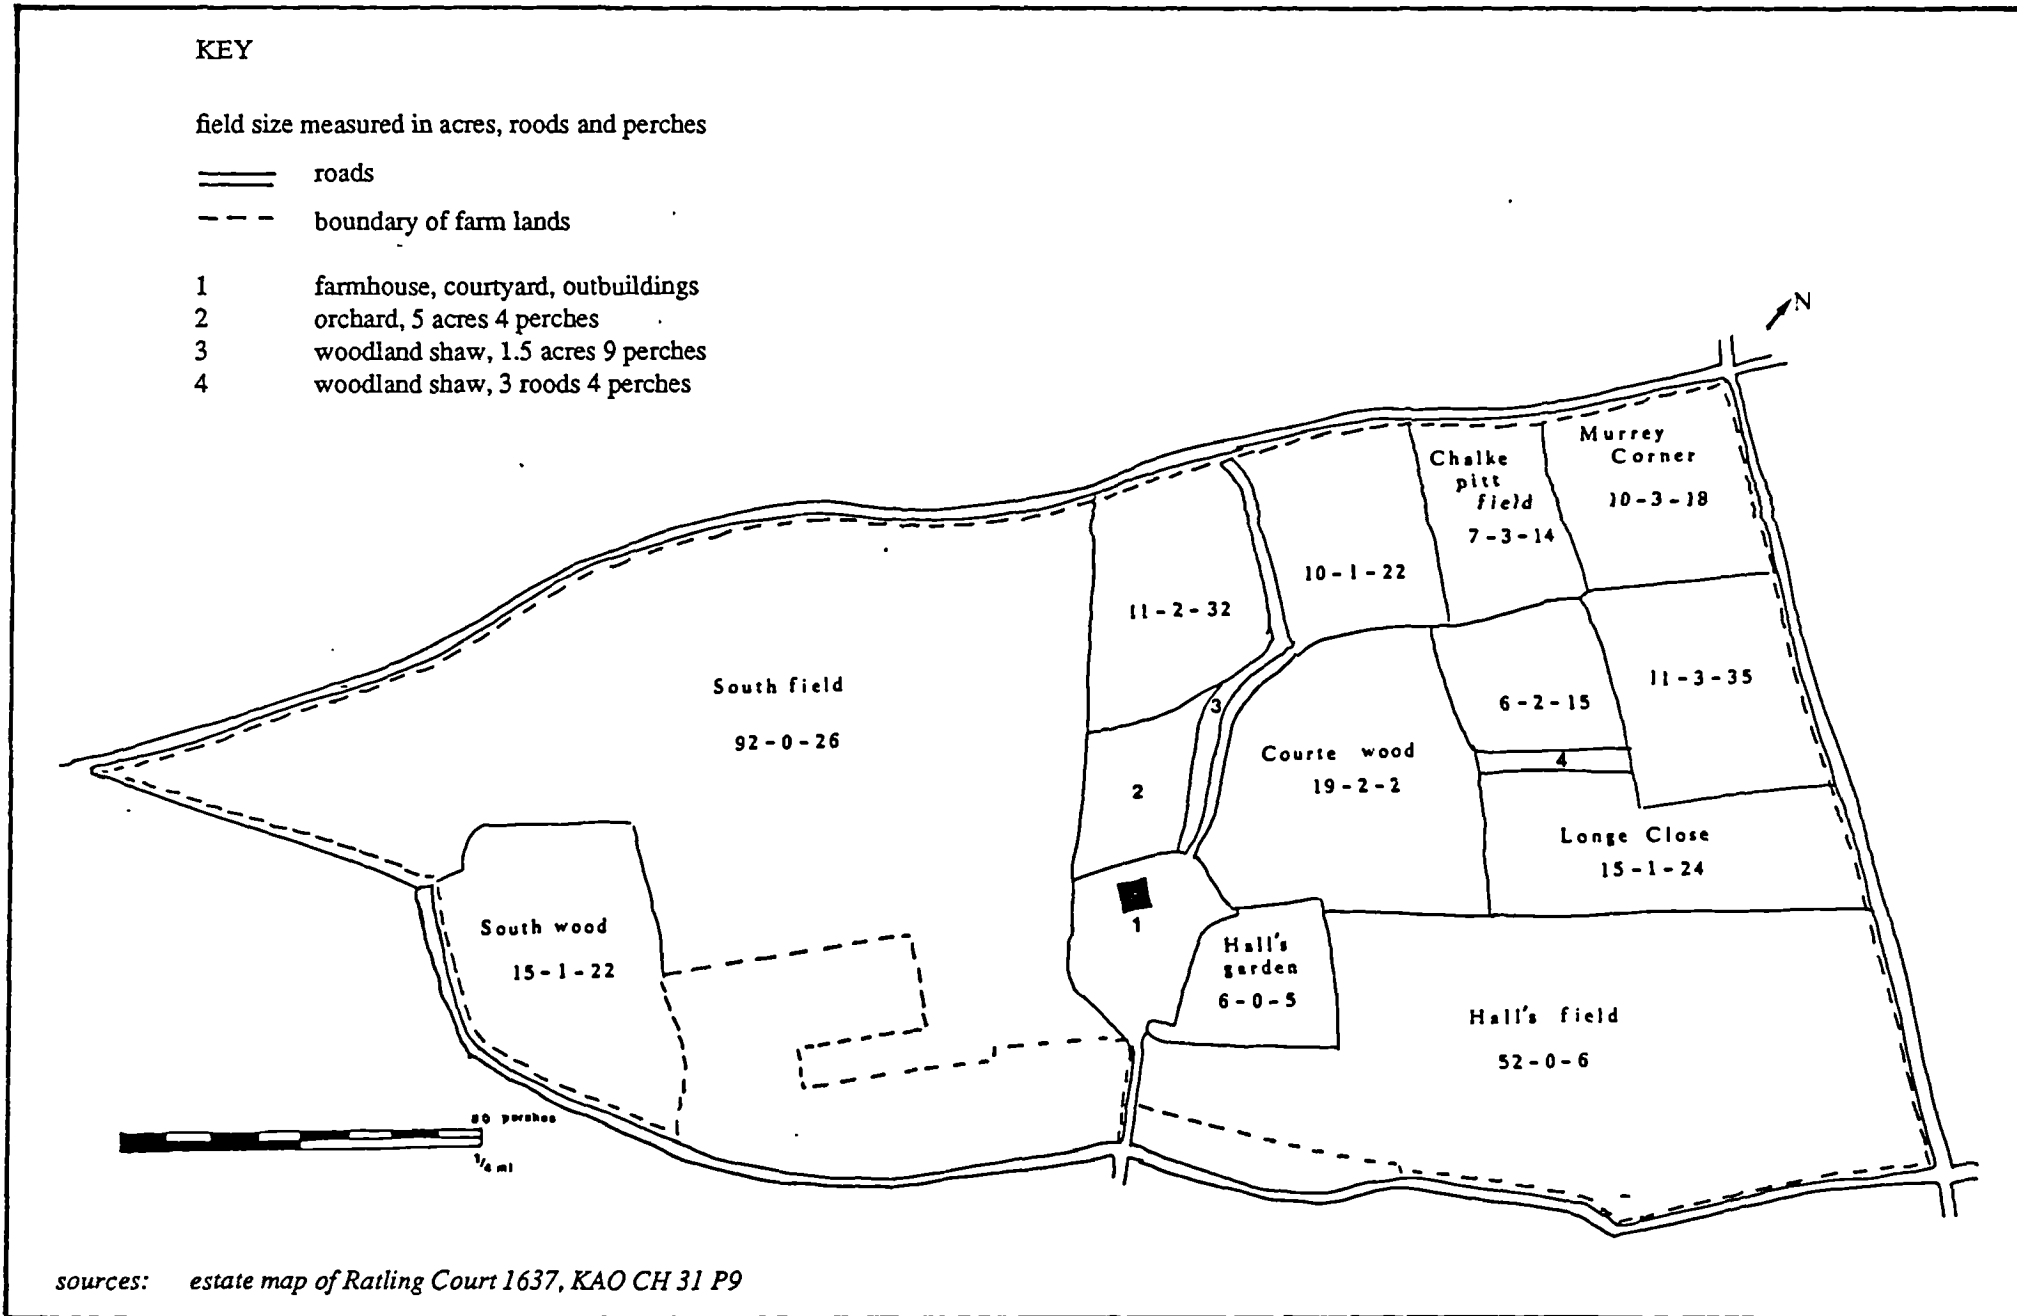 KEY
field size measured in acres, roods and perches
roads
boundary of farm lands
1 farmhouse, courtyard, outbuildings
2 orchard, 5 acres 4 perches
3 woodland shaw, 1.5 acres 9 perches
4 woodland shaw, 3 roods 4 perches
N
Murrey
Corner
10-3-18
Chalke
pitt
field
7-3-14
10-1-22
11-2-32
South field
92-0-26
3
6-2-15
11-3-35
Courte wood
19-2-2
4
2
Longe Close
15-1-24
1
South wood
15-1-22
Hall's
garden
6-0-5
Hall's field
52-0-6
80 perches
1/4 ml
sources: estate map of Ratling Court 1637, KAO CH 31 P9